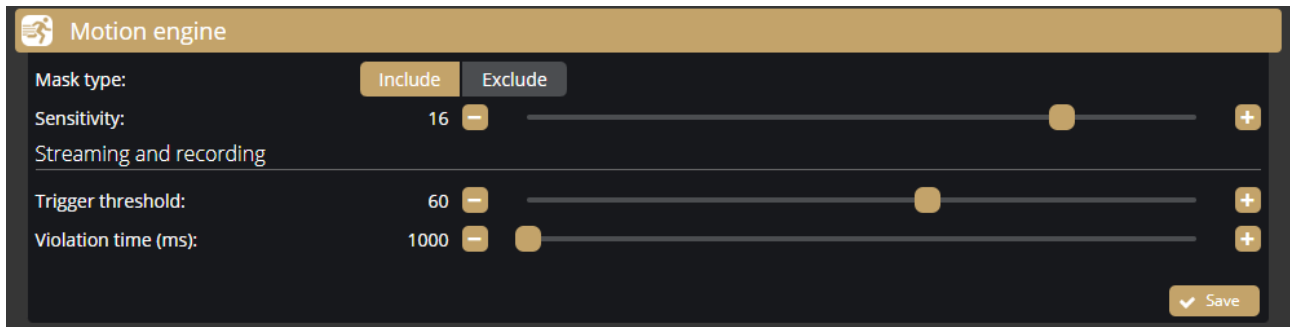 Motion engine
Mask type: Include Exclude
Sensitivity: 16
Streaming and recording
Trigger threshold: 60
Violation time (ms): 1000
Save